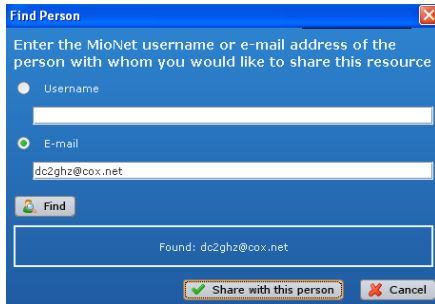 Find Person
Enter the MioNet username or e-mail address of the
person with whom you would like to share this resource
Username
E-mail
dc2ghz@cox.net
Find
Found: dc2ghz@cox.net
Share with this person Cancel